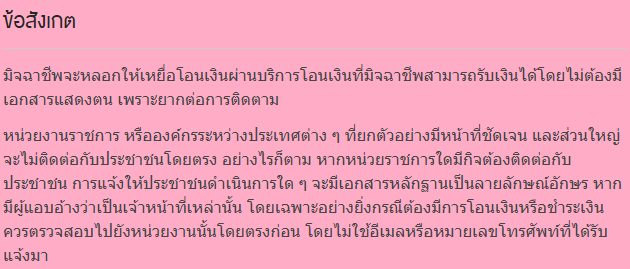 ข้อสังเกต
มิจฉาชีพจะหลอกให้เหยื่อโอนเงินผ่านบริการโอนเงินที่มิจฉาชีพสามารถรับเงินได้โดยไม่ต้องมี
เอกสารแสดงตน เพราะยากต่อการติดตาม
หน่วยงานราชการ หรือองค์กรระหว่างประเทศต่าง ๆ ที่ยกตัวอย่างมีหน้าที่ชัดเจน และส่วนใหญ่
จะไม่ติดต่อกับประชาชนโดยตรง อย่างไรก็ตาม หากหน่วยราชการใดมีกิจต้องติดต่อกับ
ประชาชน การแจ้งให้ประชาชนดำเนินการใด ๆ จะมีเอกสารหลักฐานเป็นลายลักษณ์อักษร หาก
มีผู้แอบอ้างว่าเป็นเจ้าหน้าที่เหล่านั้น โดยเฉพาะอย่างยิ่งกรณีต้องมีการโอนเงินหรือชำระเงิน
ควรตรวจสอบไปยังหน่วยงานนั้นโดยตรงก่อน โดยไม่ใช้อีเมลหรือหมายเลขโทรศัพท์ที่ได้รับ
แจ้งมา